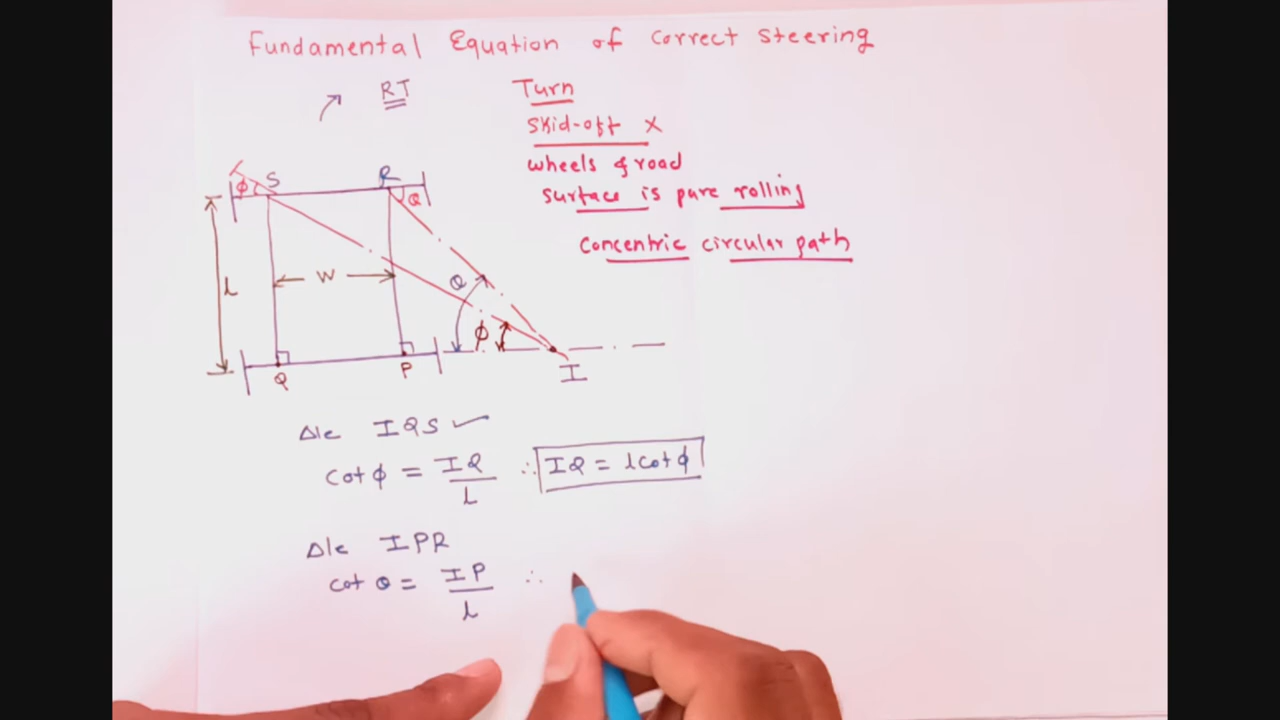 Fundamental Equation of Correct Steering
RT
Turn
Skid-off X
wheels & road
surface is pure rolling
Concentric circular path
ϕ S R θ
l W θ ϕ
Q P I
Δle IQS ✓
cot ϕ = IQ/l ∴ IQ = l cot ϕ
Δle IPR
cot θ = IP/l ∴